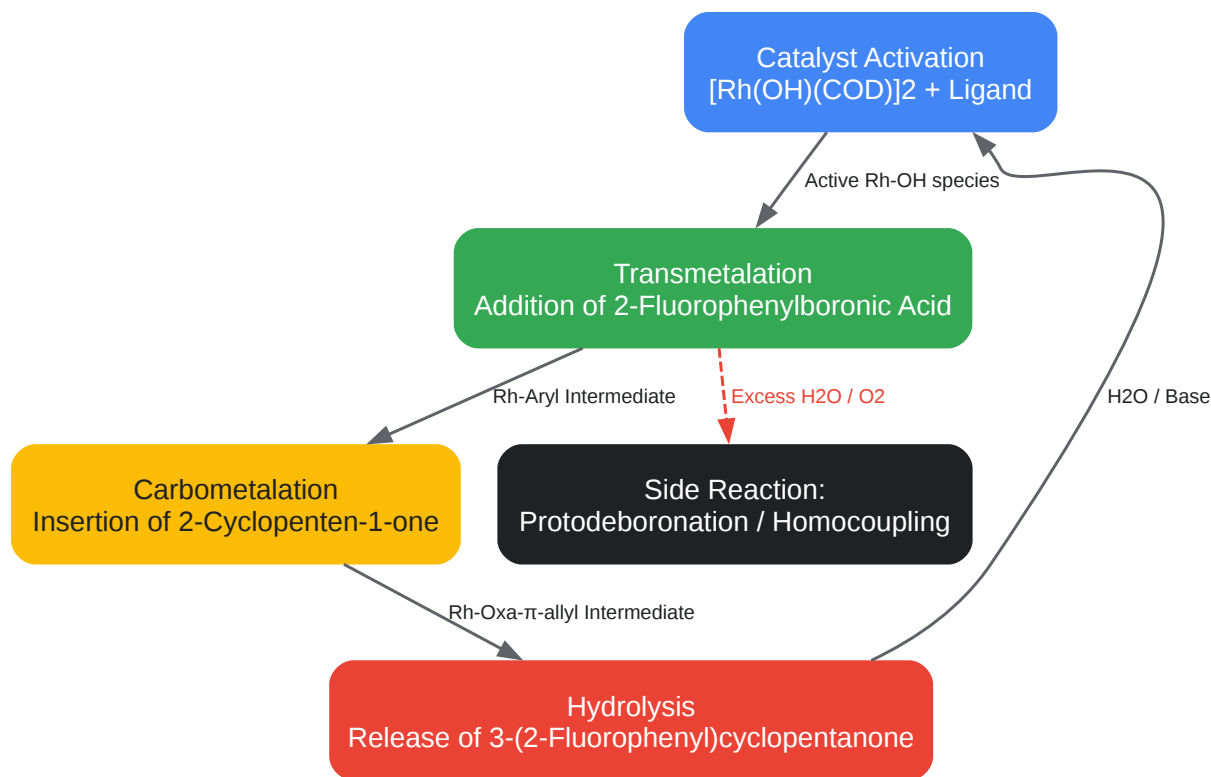 Catalyst Activation
[Rh(OH)(COD)]2 + Ligand
Active Rh-OH species
Transmetalation
Addition of 2-Fluorophenylboronic Acid
Rh-Aryl Intermediate
Excess H2O / O2
H2O / Base
Carbometalation
Insertion of 2-Cyclopenten-1-one
Side Reaction:
Protodeboronation / Homocoupling
Rh-Oxa-π-allyl Intermediate
Hydrolysis
Release of 3-(2-Fluorophenyl)cyclopentanone